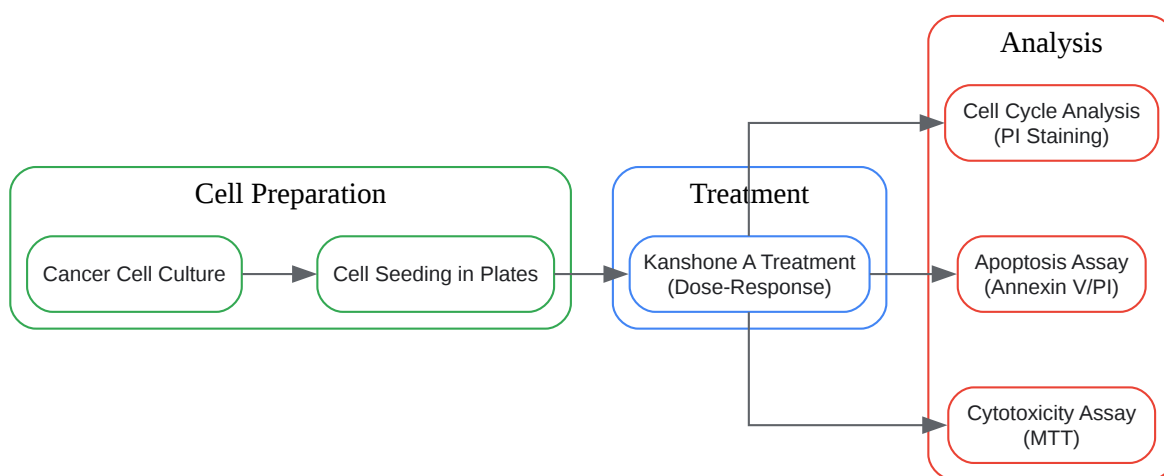 Analysis
Cell Cycle Analysis
(PI Staining)
Cell Preparation
Treatment
Cancer Cell Culture
Cell Seeding in Plates
Kanshone A Treatment
(Dose-Response)
Apoptosis Assay
(Annexin V/PI)
Cytotoxicity Assay
(MTT)